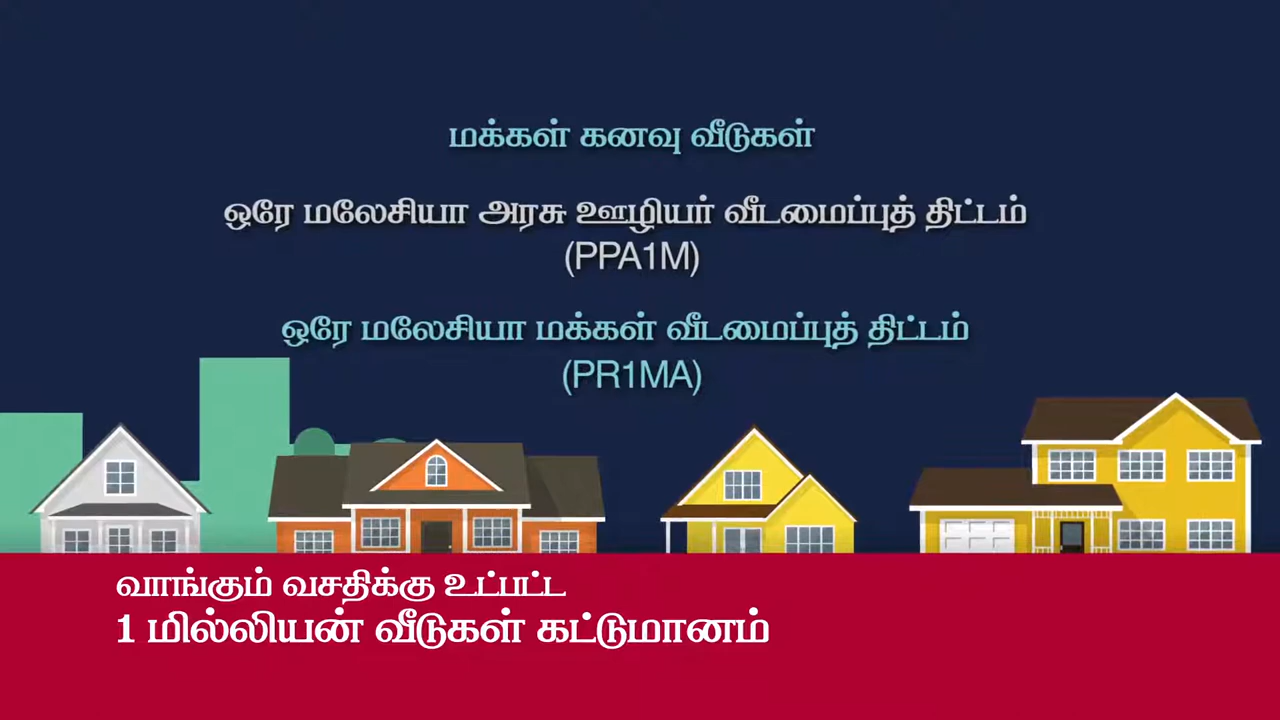 மக்கள் கனவு வீடுகள்
ஒரே மலேசியா அரசு ஊழியர் வீடமைப்புத் திட்டம்
(PPA1M)
ஒரே மலேசியா மக்கள் வீடமைப்புத் திட்டம்
(PR1MA)
வாங்கும் வசதிக்கு உட்பட்ட
1 மில்லியன் வீடுகள் கட்டுமானம்